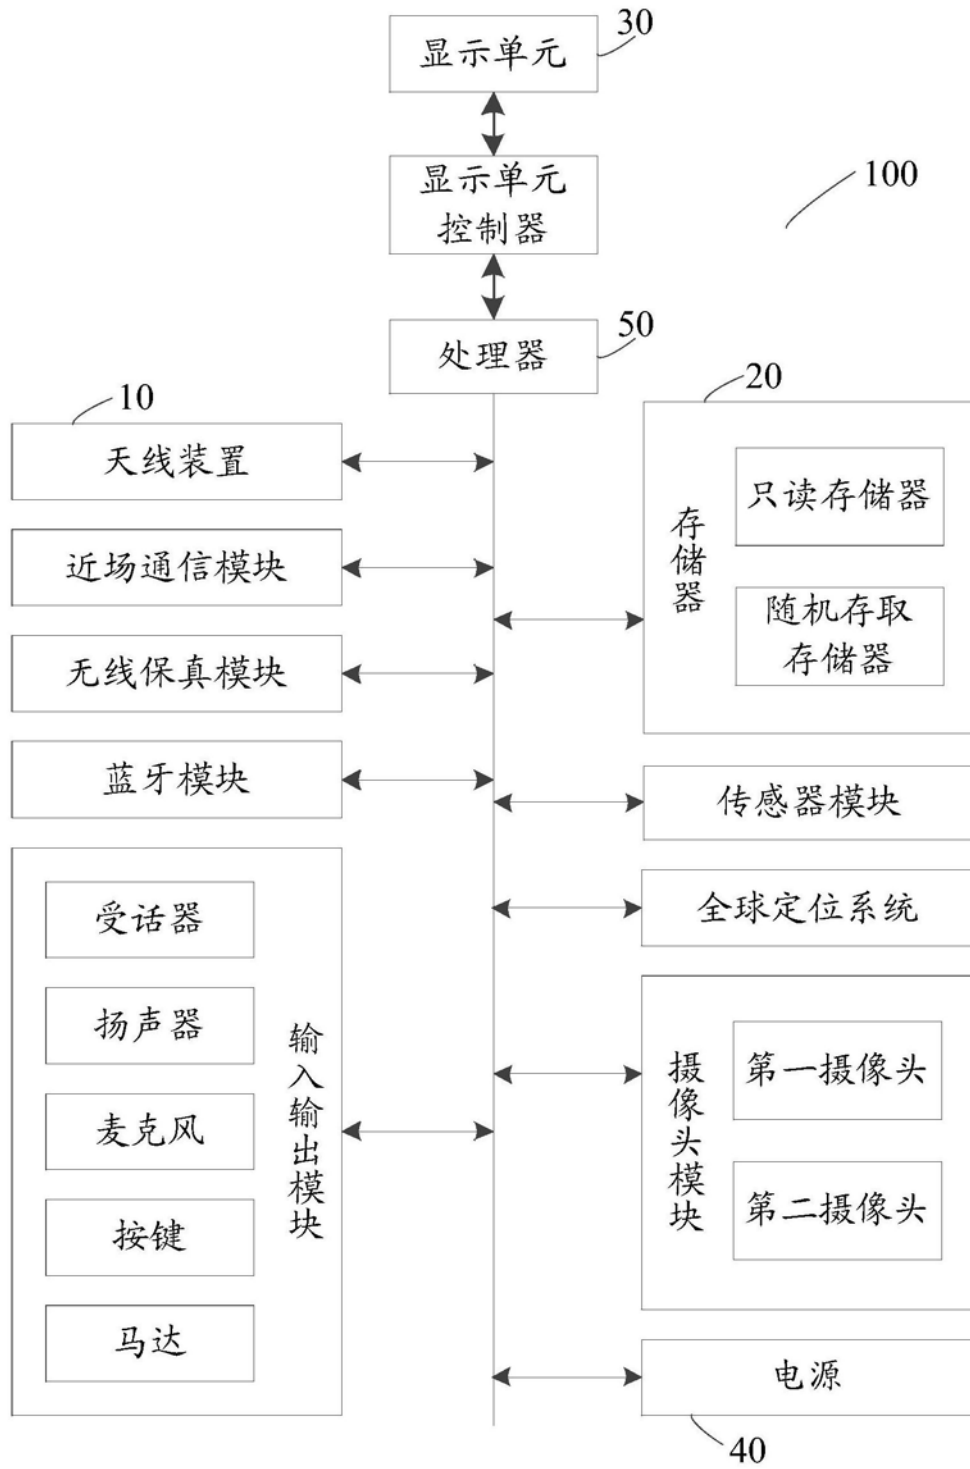 显示单元
30
显示单元
控制器
100
处理器
50
10
天线装置
近场通信模块
无线保真模块
蓝牙模块
受话器
扬声器
麦克风
按键
马达
输入输出模块
20
存储器
只读存储器
随机存取
存储器
传感器模块
全球定位系统
摄像头模块
第一摄像头
第二摄像头
电源
40